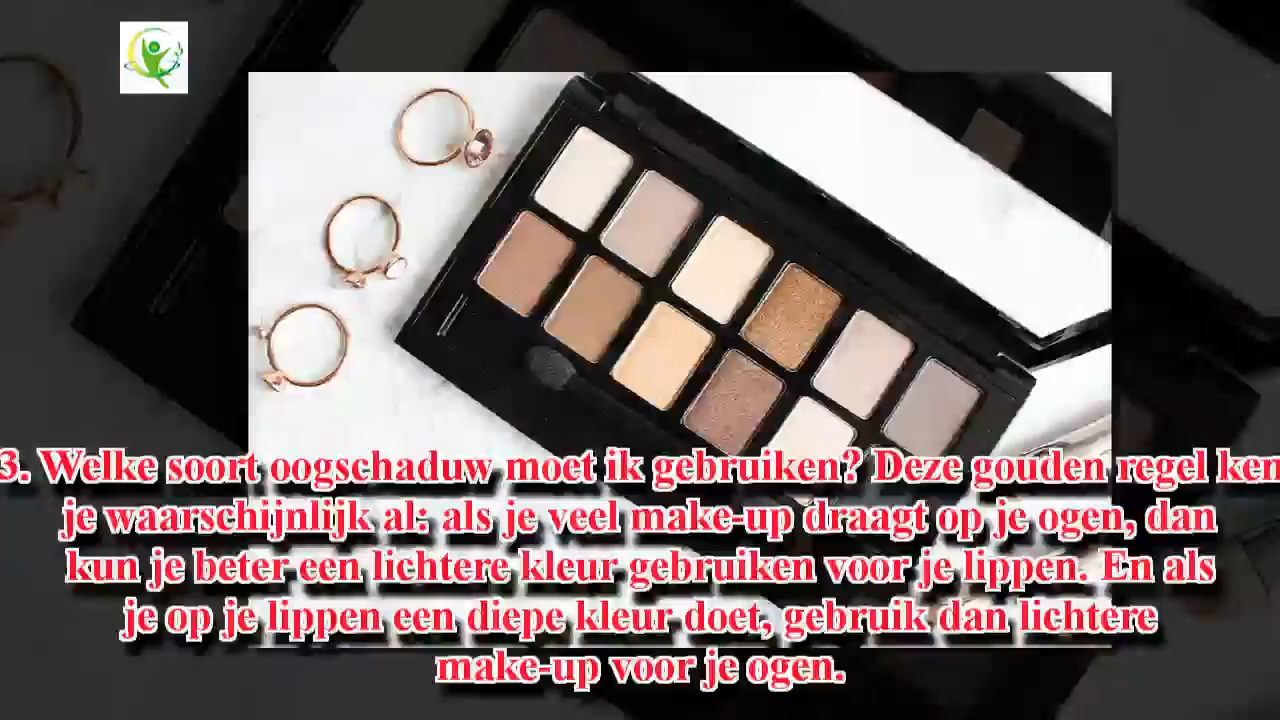 3. Welke soort oogschaduw moet ik gebruiken? Deze gouden regel ken
je waarschijnlijk al: als je veel make-up draagt op je ogen, dan
kun je beter een lichtere kleur gebruiken voor je lippen. En als
je op je lippen een diepe kleur doet, gebruik dan lichtere
make-up voor je ogen.